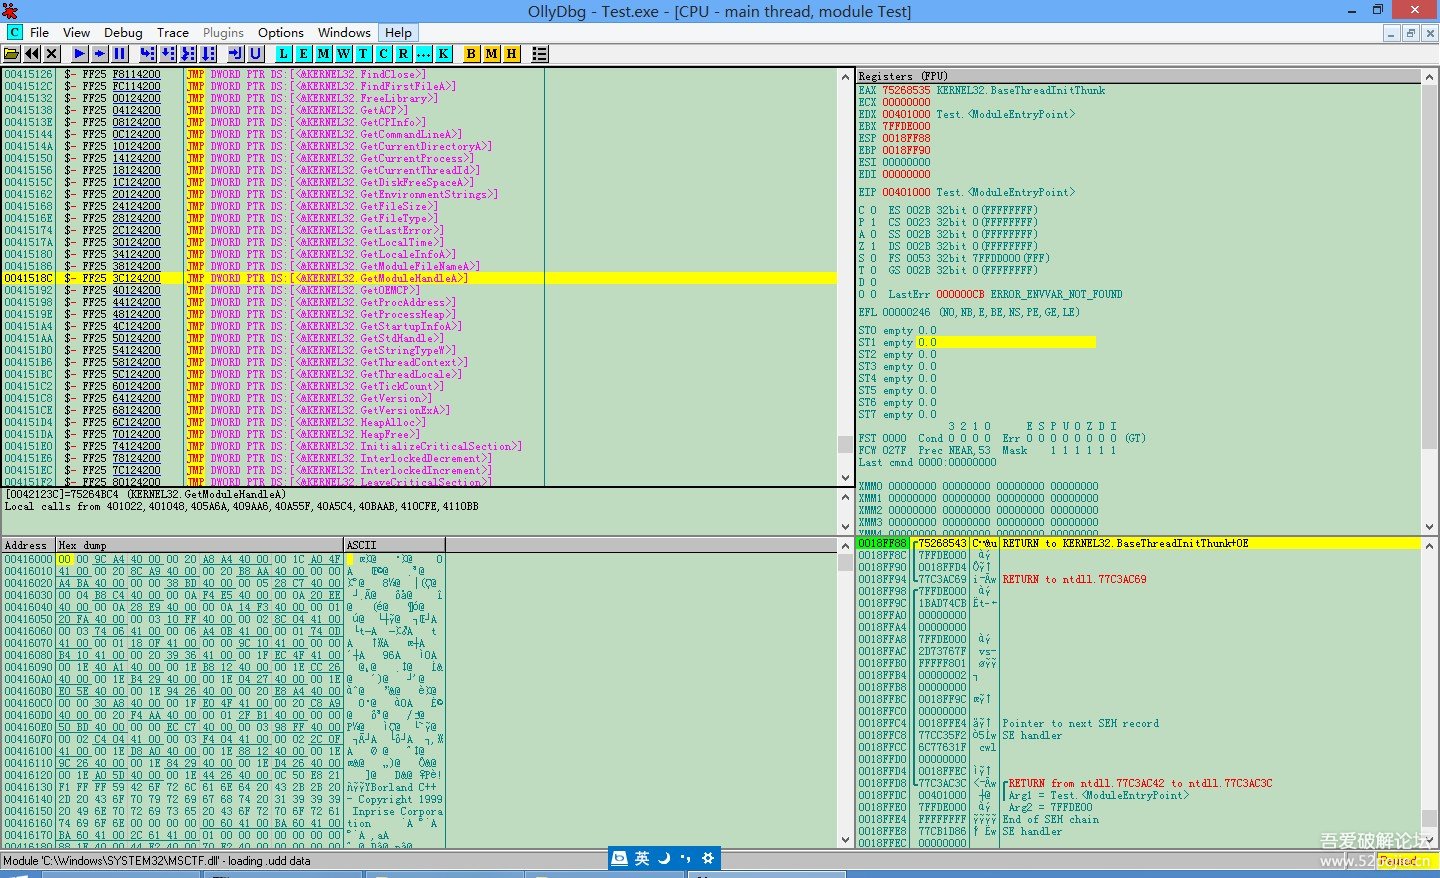 OllyDbg - Test.exe - [CPU - main thread, module Test]
C File View Debug Trace Plugins Options Windows Help
L E M W T C R ... K B M H
00415126 $- FF25 F8114200 JMP DWORD PTR DS:[<&KERNEL32.FindClose>]
0041512C $- FF25 FC114200 JMP DWORD PTR DS:[<&KERNEL32.FindFirstFileA>]
00415132 $- FF25 00124200 JMP DWORD PTR DS:[<&KERNEL32.FreeLibrary>]
00415138 $- FF25 04124200 JMP DWORD PTR DS:[<&KERNEL32.GetACP>]
0041513E $- FF25 08124200 JMP DWORD PTR DS:[<&KERNEL32.GetCPInfo>]
00415144 $- FF25 0C124200 JMP DWORD PTR DS:[<&KERNEL32.GetCommandLineA>]
0041514A $- FF25 10124200 JMP DWORD PTR DS:[<&KERNEL32.GetCurrentDirectoryA>]
00415150 $- FF25 14124200 JMP DWORD PTR DS:[<&KERNEL32.GetCurrentProcess>]
00415156 $- FF25 18124200 JMP DWORD PTR DS:[<&KERNEL32.GetCurrentThreadId>]
0041515C $- FF25 1C124200 JMP DWORD PTR DS:[<&KERNEL32.GetDiskFreeSpaceA>]
00415162 $- FF25 20124200 JMP DWORD PTR DS:[<&KERNEL32.GetEnvironmentStrings>]
00415168 $- FF25 24124200 JMP DWORD PTR DS:[<&KERNEL32.GetFileSize>]
0041516E $- FF25 28124200 JMP DWORD PTR DS:[<&KERNEL32.GetFileType>]
00415174 $- FF25 2C124200 JMP DWORD PTR DS:[<&KERNEL32.GetLastError>]
0041517A $- FF25 30124200 JMP DWORD PTR DS:[<&KERNEL32.GetLocalTime>]
00415180 $- FF25 34124200 JMP DWORD PTR DS:[<&KERNEL32.GetLocaleInfoA>]
00415186 $- FF25 38124200 JMP DWORD PTR DS:[<&KERNEL32.GetModuleFileNameA>]
0041518C $- FF25 3C124200 JMP DWORD PTR DS:[<&KERNEL32.GetModuleHandleA>]
00415192 $- FF25 40124200 JMP DWORD PTR DS:[<&KERNEL32.GetOEMCP>]
00415198 $- FF25 44124200 JMP DWORD PTR DS:[<&KERNEL32.GetProcAddress>]
0041519E $- FF25 48124200 JMP DWORD PTR DS:[<&KERNEL32.GetProcessHeap>]
004151A4 $- FF25 4C124200 JMP DWORD PTR DS:[<&KERNEL32.GetStartupInfoA>]
004151AA $- FF25 50124200 JMP DWORD PTR DS:[<&KERNEL32.GetStdHandle>]
004151B0 $- FF25 54124200 JMP DWORD PTR DS:[<&KERNEL32.GetStringTypeW>]
004151B6 $- FF25 58124200 JMP DWORD PTR DS:[<&KERNEL32.GetThreadContext>]
004151BC $- FF25 5C124200 JMP DWORD PTR DS:[<&KERNEL32.GetThreadLocale>]
004151C2 $- FF25 60124200 JMP DWORD PTR DS:[<&KERNEL32.GetTickCount>]
004151C8 $- FF25 64124200 JMP DWORD PTR DS:[<&KERNEL32.GetVersion>]
004151CE $- FF25 68124200 JMP DWORD PTR DS:[<&KERNEL32.GetVersionExA>]
004151D4 $- FF25 6C124200 JMP DWORD PTR DS:[<&KERNEL32.HeapAlloc>]
004151DA $- FF25 70124200 JMP DWORD PTR DS:[<&KERNEL32.HeapFree>]
004151E0 $- FF25 74124200 JMP DWORD PTR DS:[<&KERNEL32.InitializeCriticalSection>]
004151E6 $- FF25 78124200 JMP DWORD PTR DS:[<&KERNEL32.InterlockedDecrement>]
004151EC $- FF25 7C124200 JMP DWORD PTR DS:[<&KERNEL32.InterlockedIncrement>]
004151F2 $- FF25 80124200 JMP DWORD PTR DS:[<&KERNEL32.LeaveCriticalSection>]
[0042123C]=75264BC4 (KERNEL32.GetModuleHandleA)
Local calls from 401022, 401048, 405A6A, 409AA6, 40A55F, 40A5C4, 40BAAB, 410CFE, 4110BB
Registers (FPU)
EAX 75268535 KERNEL32.BaseThreadInitThunk
ECX 00000000
EDX 00401000 Test.<ModuleEntryPoint>
EBX 7FFDE000
ESP 0018FF88
EBP 0018FF90
ESI 00000000
EDI 00000000
EIP 00401000 Test.<ModuleEntryPoint>
C 0 ES 002B 32bit 0(FFFFFFFF)
P 1 CS 0023 32bit 0(FFFFFFFF)
A 0 SS 002B 32bit 0(FFFFFFFF)
Z 1 DS 002B 32bit 0(FFFFFFFF)
S 0 FS 0053 32bit 7FFDD000(FFF)
T 0 GS 002B 32bit 0(FFFFFFFF)
D 0
O 0 LastErr 000000CB ERROR_ENVVAR_NOT_FOUND
EFL 00000246 (NO,NB,E,BE,NS,PE,GE,LE)
ST0 empty 0.0
ST1 empty 0.0
ST2 empty 0.0
ST3 empty 0.0
ST4 empty 0.0
ST5 empty 0.0
ST6 empty 0.0
ST7 empty 0.0
3 2 1 0 E S P U O Z D I
FST 0000 Cond 0 0 0 0 Err 0 0 0 0 0 0 0 0 (GT)
FCW 027F Prec NEAR,53 Mask 1 1 1 1 1 1
Last cmnd 0000:00000000
XMM0 00000000 00000000 00000000 00000000
XMM1 00000000 00000000 00000000 00000000
XMM2 00000000 00000000 00000000 00000000
XMM3 00000000 00000000 00000000 00000000
Address Hex dump ASCII
00416000 00 00 9C A4 40 00 00 20 A8 A4 40 00 00 1C A0 4F
00416010 41 00 00 20 8C A9 40 00 00 20 B8 AA 40 00 00 00
00416020 A4 BA 40 00 00 00 38 BD 40 00 00 05 28 C7 40 00
00416030 00 04 B8 C4 40 00 00 0A F4 E5 40 00 00 0A 20 EE
00416040 40 00 00 0A 28 E9 40 00 00 0A 14 F3 40 00 00 01
00416050 20 FA 40 00 00 03 10 FF 40 00 00 02 8C 04 41 00
00416060 00 03 74 06 41 00 00 06 A4 0B 41 00 00 01 74 0D
00416070 41 00 00 01 18 0F 41 00 00 00 9C 10 41 00 00 00
00416080 B4 10 41 00 00 20 39 36 41 00 00 1F EC 4F 41 00
00416090 00 1E 40 A1 40 00 00 1E B8 12 40 00 00 1E CC 26
004160A0 40 00 00 1E B4 29 40 00 00 1E 04 27 40 00 00 1E
004160B0 E0 5E 40 00 00 1E 94 26 40 00 00 20 E8 A4 40 00
004160C0 00 00 30 A8 40 00 00 1F E0 4F 41 00 00 20 C8 A9
004160D0 40 00 00 20 F4 AA 40 00 00 01 2F B1 40 00 00 00
004160E0 50 BD 40 00 00 00 EC C7 40 00 00 03 98 FF 40 00
004160F0 00 02 C4 04 41 00 00 03 F4 04 41 00 00 02 2C 0F
00416100 41 00 00 1E D8 A0 40 00 00 1E 88 12 40 00 00 1E
00416110 9C 26 40 00 00 1E 84 29 40 00 00 1E D4 26 40 00
00416120 00 1E A0 5D 40 00 00 1E 44 26 40 00 0C 50 E8 21
00416130 F1 FF FF 59 42 6F 72 6C 61 6E 64 20 43 2B 2B 20 Borland C++
00416140 2D 20 43 6F 70 79 72 69 67 68 74 20 31 39 39 39 - Copyright 1999
00416150 20 49 6E 70 72 69 73 65 20 43 6F 72 70 6F 72 61 Inprise Corpora
00416160 74 69 6F 6E 00 00 00 00 00 60 41 00 BA 60 41 00 tion
00416170 BA 60 41 00 2C 61 41 00 01 00 00 00 00 00 00 00
0018FF88 75268543 RETURN to KERNEL32.BaseThreadInitThunk+0E
0018FF8C 7FFDE000
0018FF90 0018FFD4
0018FF94 77C3AC69 RETURN to ntdll.77C3AC69
0018FF98 7FFDE000
0018FF9C 1BAD74CB
0018FFA0 00000000
0018FFA4 00000000
0018FFA8 7FFDE000
0018FFAC 2D73767F
0018FFB0 FFFFF801
0018FFB4 00000002
0018FFB8 00000000
0018FFBC 0018FF9C
0018FFC0 00000000
0018FFC4 0018FFE4 Pointer to next SEH record
0018FFC8 77CC35F2 SE handler
0018FFCC 6C77631F
0018FFD0 00000000
0018FFD4 0018FFEC
0018FFD8 77C3AC3C RETURN from ntdll.77C3AC42 to ntdll.77C3AC3C
0018FFDC 00401000 Arg1 = Test.<ModuleEntryPoint>
0018FFE0 7FFDE000 Arg2 = 7FFDE000
0018FFE4 FFFFFFFF End of SEH chain
0018FFE8 77CB1D86 SE handler
0018FFEC 00000000
Module 'C:\Windows\SYSTEM32\MSCTF.dll' - loading .udd data
英
Paused
吾爱破解论坛
www.52pojie.cn